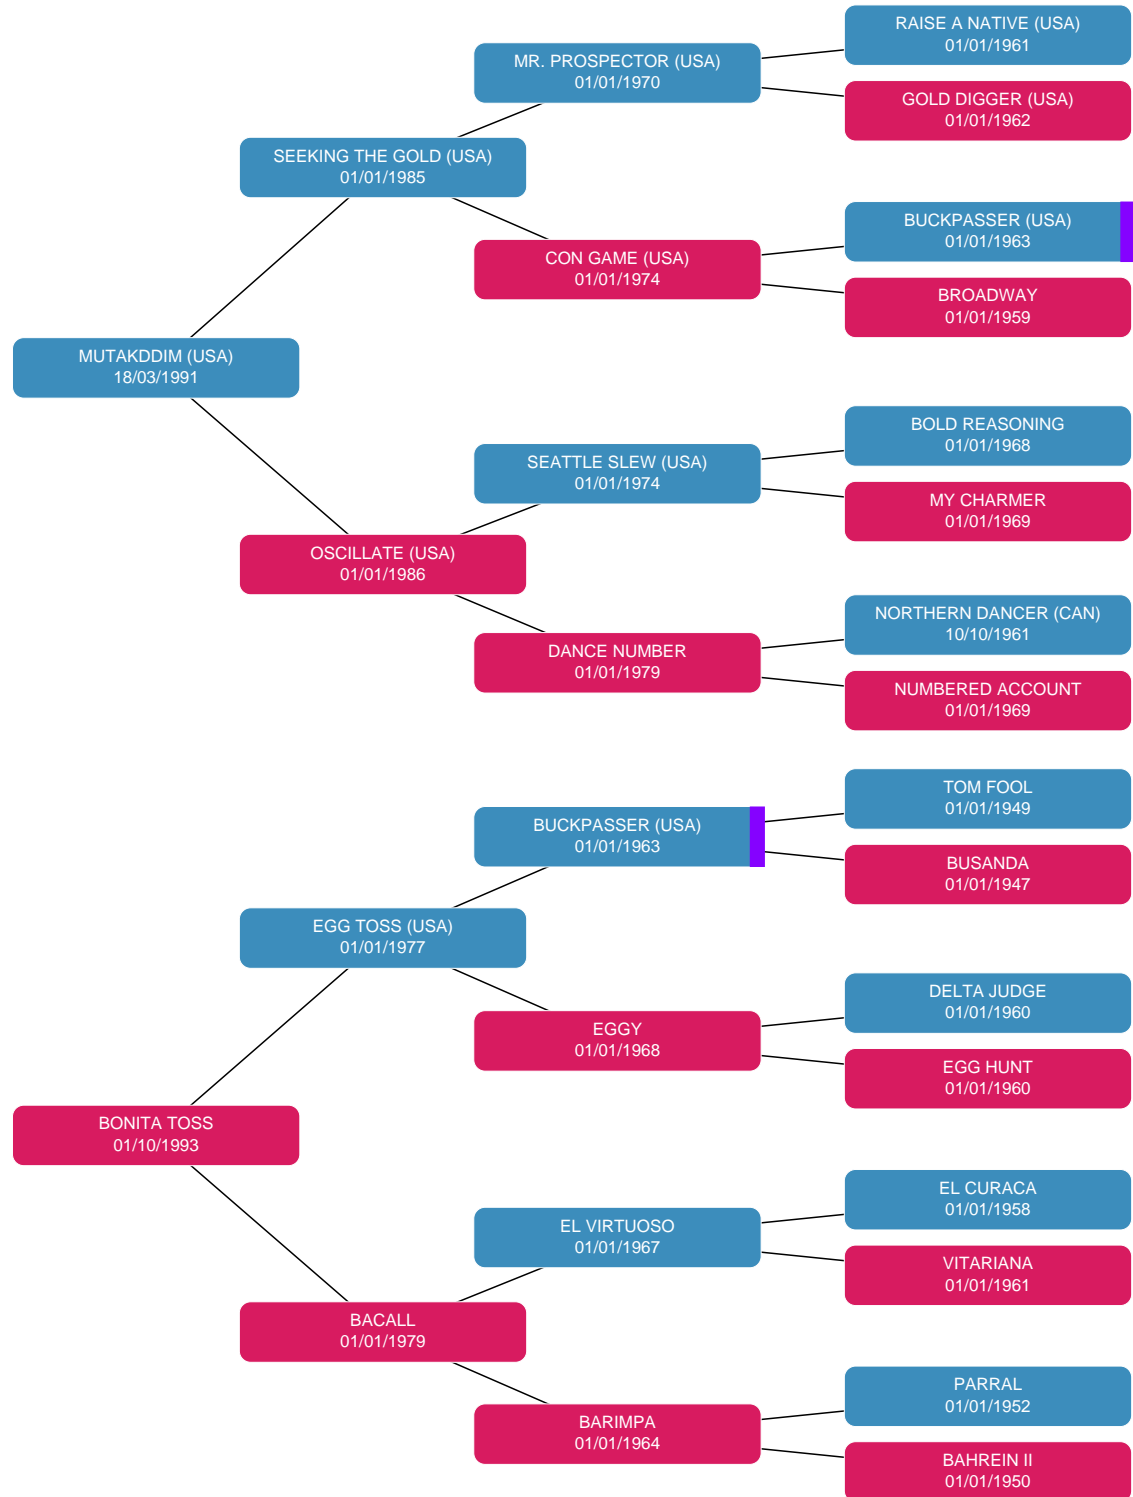 RAISE A NATIVE (USA)
01/01/1961
MR. PROSPECTOR (USA)
01/01/1970
GOLD DIGGER (USA)
01/01/1962
SEEKING THE GOLD (USA)
01/01/1985
BUCKPASSER (USA)
01/01/1963
CON GAME (USA)
01/01/1974
BROADWAY
01/01/1959
MUTAKDDIM (USA)
18/03/1991
BOLD REASONING
01/01/1968
SEATTLE SLEW (USA)
01/01/1974
MY CHARMER
01/01/1969
OSCILLATE (USA)
01/01/1986
NORTHERN DANCER (CAN)
10/10/1961
DANCE NUMBER
01/01/1979
NUMBERED ACCOUNT
01/01/1969
TOM FOOL
01/01/1949
BUCKPASSER (USA)
01/01/1963
BUSANDA
01/01/1947
EGG TOSS (USA)
01/01/1977
DELTA JUDGE
01/01/1960
EGGY
01/01/1968
EGG HUNT
01/01/1960
BONITA TOSS
01/10/1993
EL CURACA
01/01/1958
EL VIRTUOSO
01/01/1967
VITARIANA
01/01/1961
BACALL
01/01/1979
PARRAL
01/01/1952
BARIMPA
01/01/1964
BAHREIN II
01/01/1950